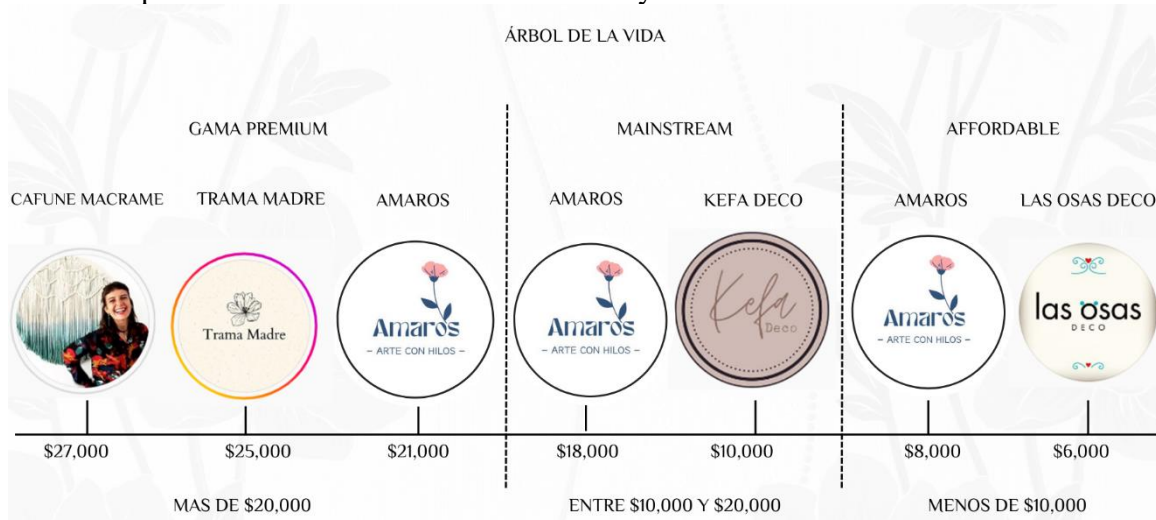 ÁRBOL DE LA VIDA
GAMA PREMIUM
MAINSTREAM
AFFORDABLE
CAFUNE MACRAME
TRAMA MADRE
AMAROS
AMAROS
KEFA DECO
AMAROS
LAS OSAS DECO
Trama Madre
Amaros
- ARTE CON HILOS -
Amaros
- ARTE CON HILOS -
Kefa
Deco
Amaros
- ARTE CON HILOS -
las osas
DECO
$27,000
$25,000
$21,000
$18,000
$10,000
$8,000
$6,000
MAS DE $20,000
ENTRE $10,000 Y $20,000
MENOS DE $10,000